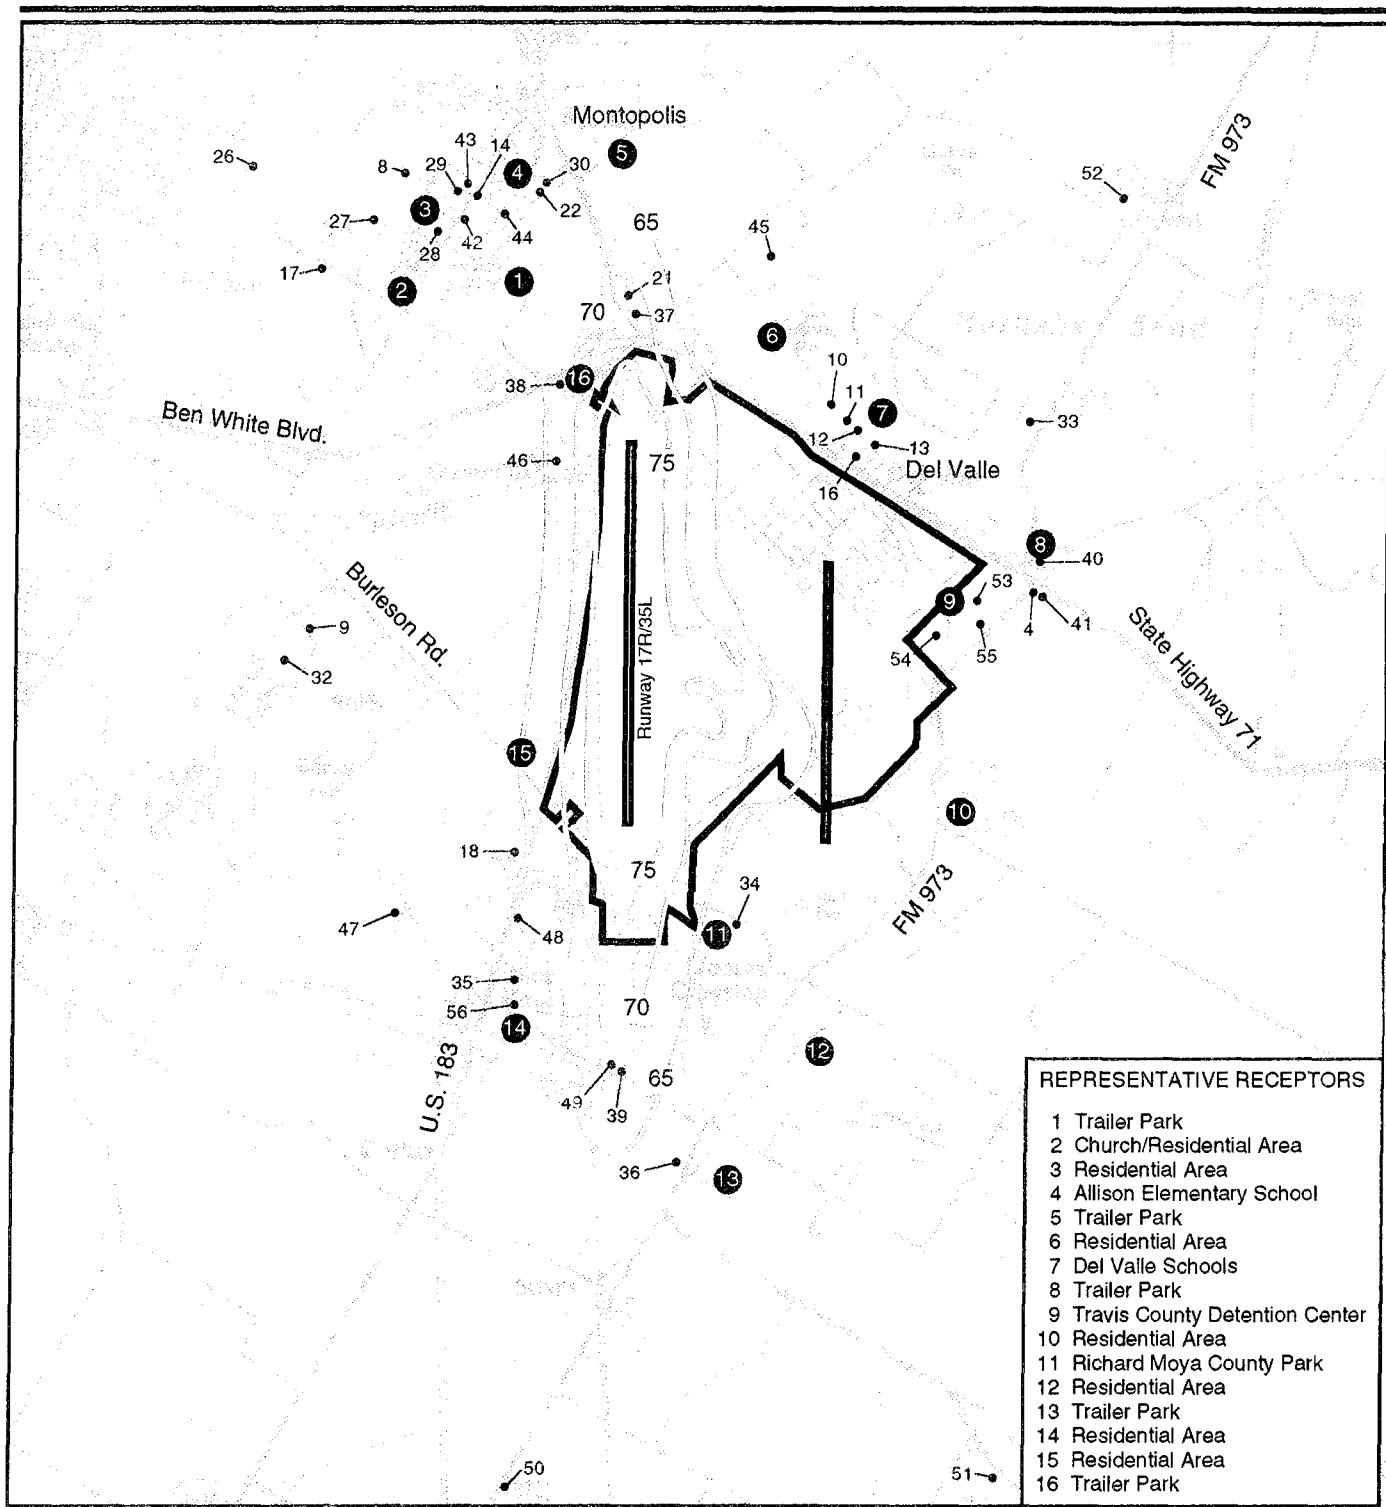 Montopolis
5
43
14
26
8
29
4
30
FM 973
52
3
22
27
42
44
65
28
45
17
1
2
21
70
37
6
10
38
16
11
7
33
Ben White Blvd.
12
13
46
75
Del Valle
16
8
40
53
Burleson Rd.
9
9
4
41
State Highway 71
54
55
32
Runway 17R/35L
15
10
18
75
34
FM 973
47
48
11
35
70
56
14
12
U.S. 183
65
49
39
36
13
50
51
REPRESENTATIVE RECEPTORS
1 Trailer Park
2 Church/Residential Area
3 Residential Area
4 Allison Elementary School
5 Trailer Park
6 Residential Area
7 Del Valle Schools
8 Trailer Park
9 Travis County Detention Center
10 Residential Area
11 Richard Moya County Park
12 Residential Area
13 Trailer Park
14 Residential Area
15 Residential Area
16 Trailer Park